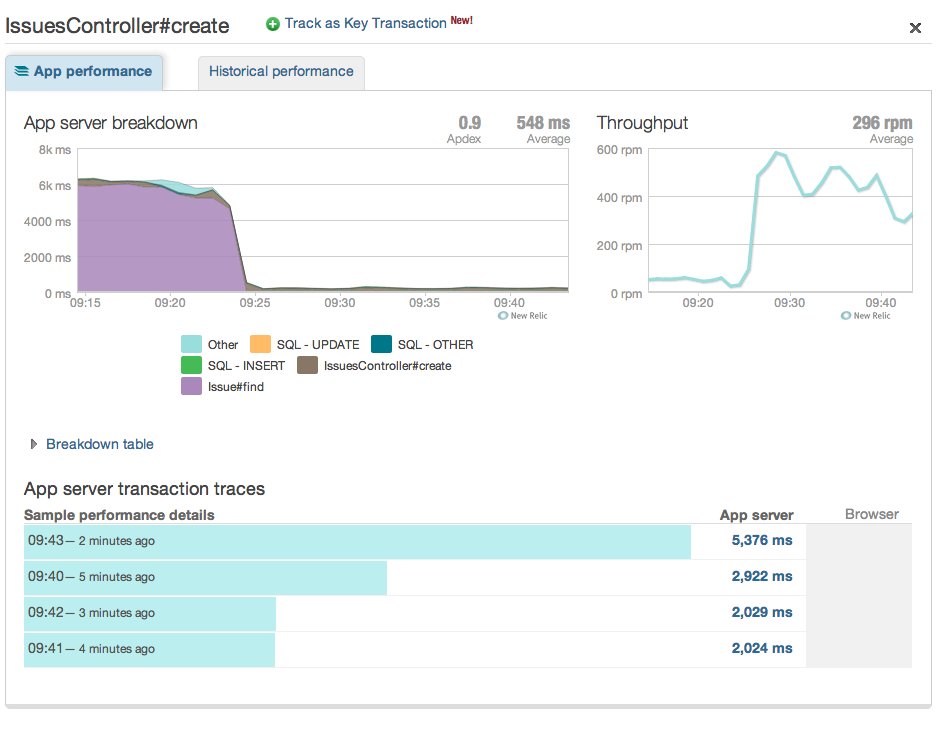 IssuesController#create
Track as Key Transaction New!
App performance
Historical performance
App server breakdown
0.9
Apdex
548 ms
Average
8k ms
6k ms
4000 ms
2000 ms
0 ms
09:15 09:20 09:25 09:30 09:35 09:40
New Relic
Throughput
296 rpm
Average
600 rpm
400 rpm
200 rpm
0 rpm
09:20 09:30 09:40
New Relic
Other SQL - UPDATE SQL - OTHER
SQL - INSERT IssuesController#create
Issue#find
Breakdown table
App server transaction traces
Sample performance details App server Browser
09:43 — 2 minutes ago 5,376 ms
09:40 — 5 minutes ago 2,922 ms
09:42 — 3 minutes ago 2,029 ms
09:41 — 4 minutes ago 2,024 ms